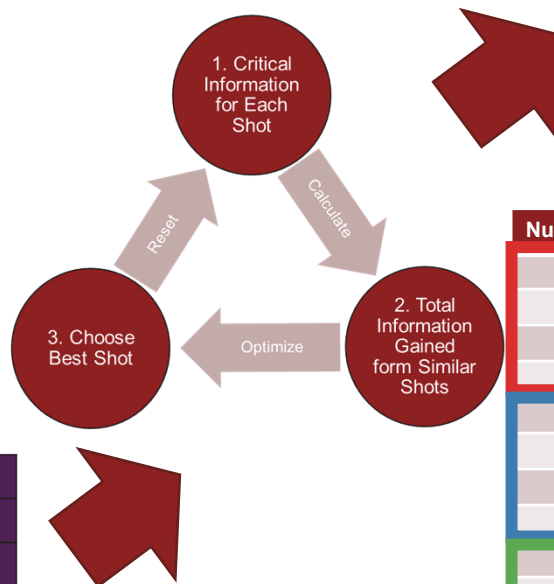 1. Critical
Information
for Each
Shot
Calculate
Reset
2. Total
Information
Gained
form Similar
Shots
Optimize
3. Choose
Best Shot